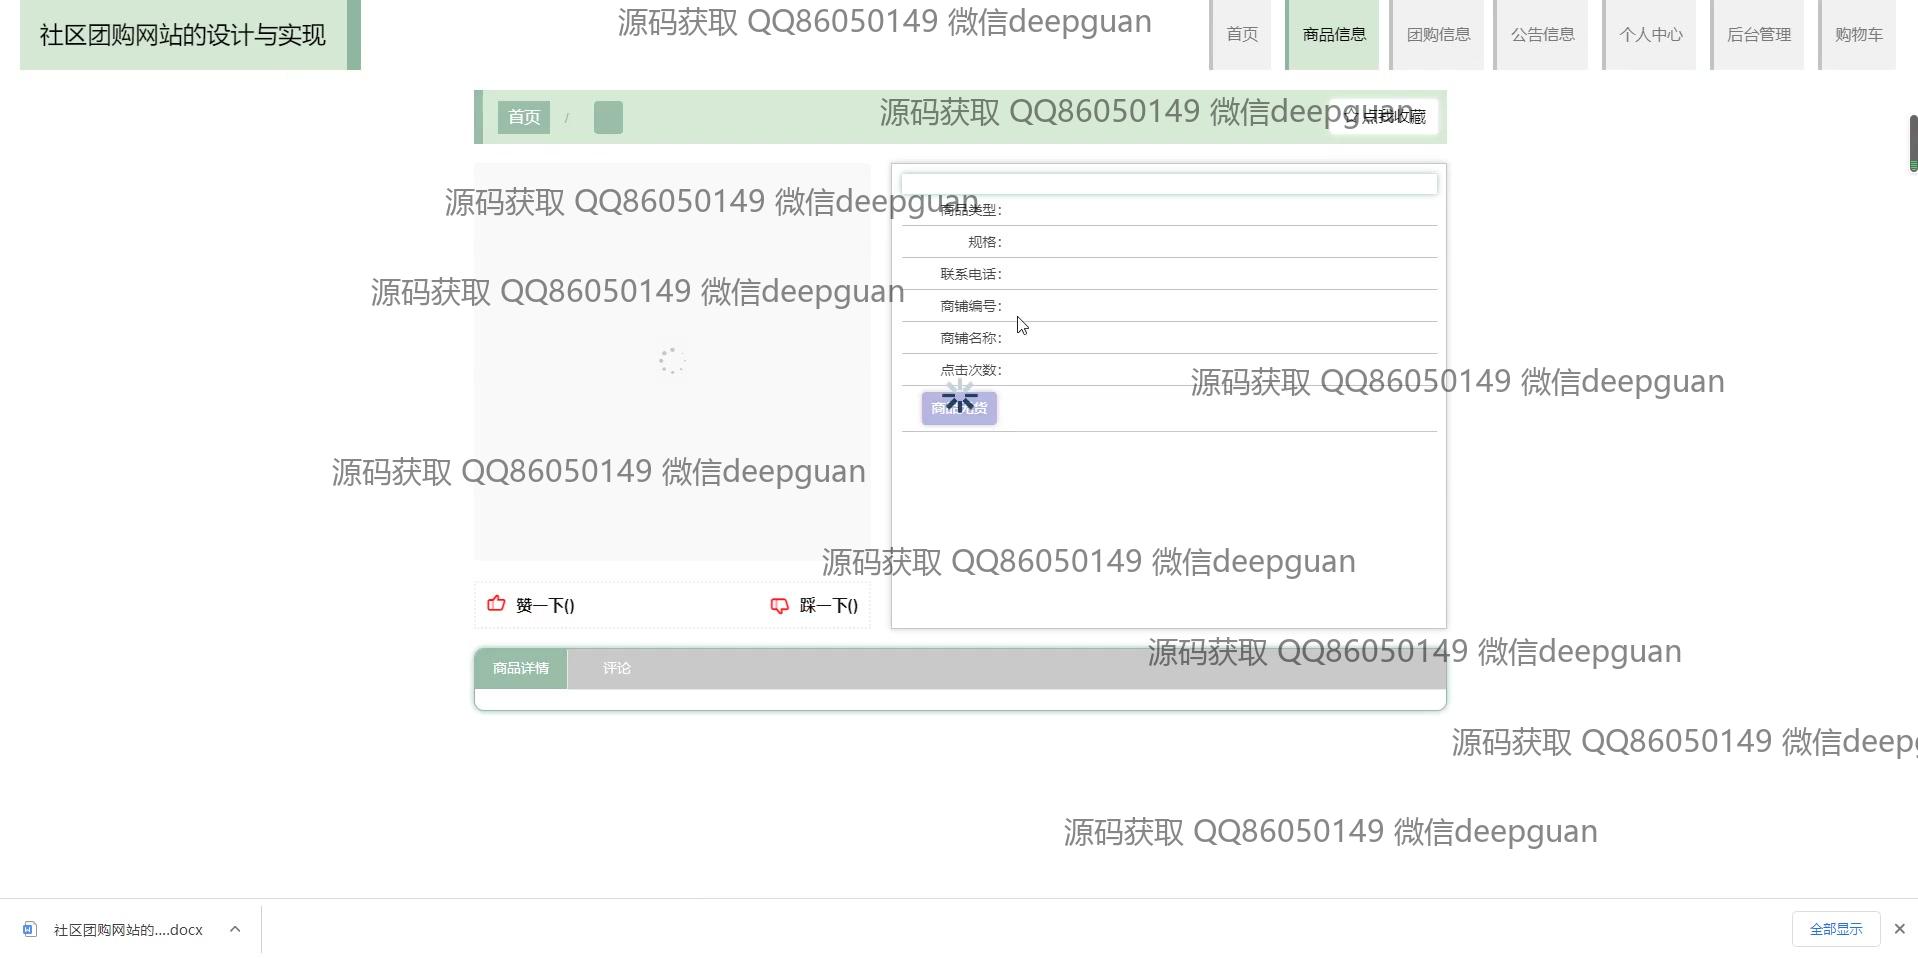 社区团购网站的设计与实现
源码获取 QQ86050149 微信deepguan
首页
商品信息
团购信息
公告信息
个人中心
后台管理
购物车
首页 /
源码获取 QQ86050149 微信deepguan
点我收藏
源码获取 QQ86050149 微信deepguan
商品类型：
规格：
联系电话：
源码获取 QQ86050149 微信deepguan
商铺编号：
商铺名称：
点击次数：
源码获取 QQ86050149 微信deepguan
源码获取 QQ86050149 微信deepguan
源码获取 QQ86050149 微信deepguan
赞一下()
踩一下()
源码获取 QQ86050149 微信deepguan
商品详情
评论
源码获取 QQ86050149 微信deepg
源码获取 QQ86050149 微信deepguan
社区团购网站的....docx
全部显示